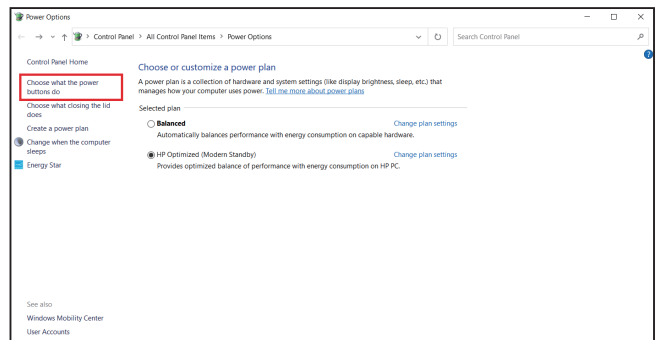 Power Options
Control Panel > All Control Panel Items > Power Options
Search Control Panel
Control Panel Home
Choose what the power
buttons do
Choose what closing the lid
does
Create a power plan
Change when the computer
sleeps
Energy Star
Choose or customize a power plan
A power plan is a collection of hardware and system settings (like display brightness, sleep, etc.) that
manages how your computer uses power. Tell me more about power plans
Selected plan
Balanced Change plan settings
Automatically balances performance with energy consumption on capable hardware.
HP Optimized (Modern Standby) Change plan settings
Provides optimized balance of performance with energy consumption on HP PC.
See also
Windows Mobility Center
User Accounts